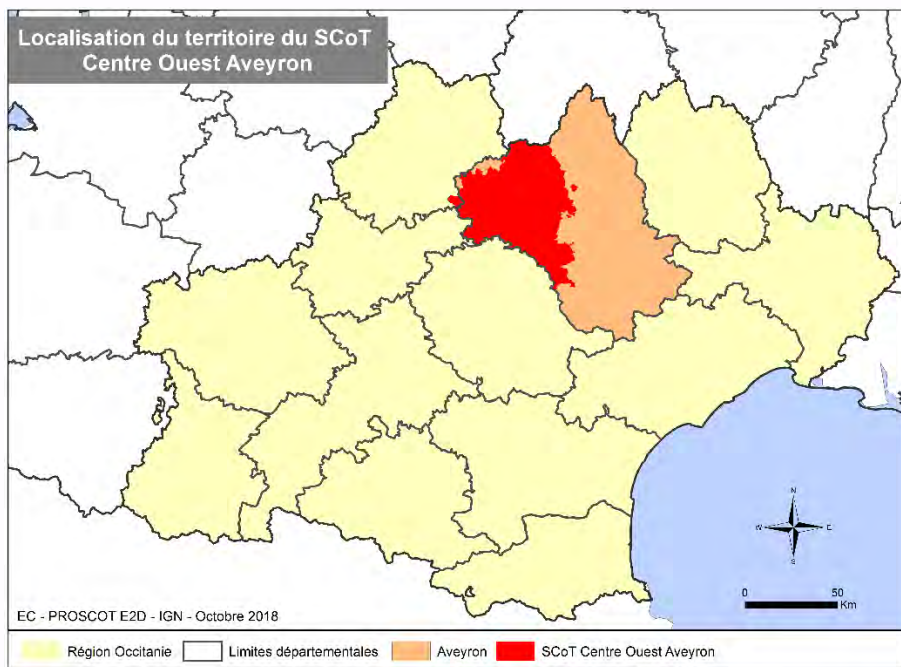 Localisation du territoire du SCoT
Centre Ouest Aveyron
N
W E
S
0 50
Km
EC - PROSCOT E2D - IGN - Octobre 2018
Région Occitanie Limites départementales Aveyron SCoT Centre Ouest Aveyron